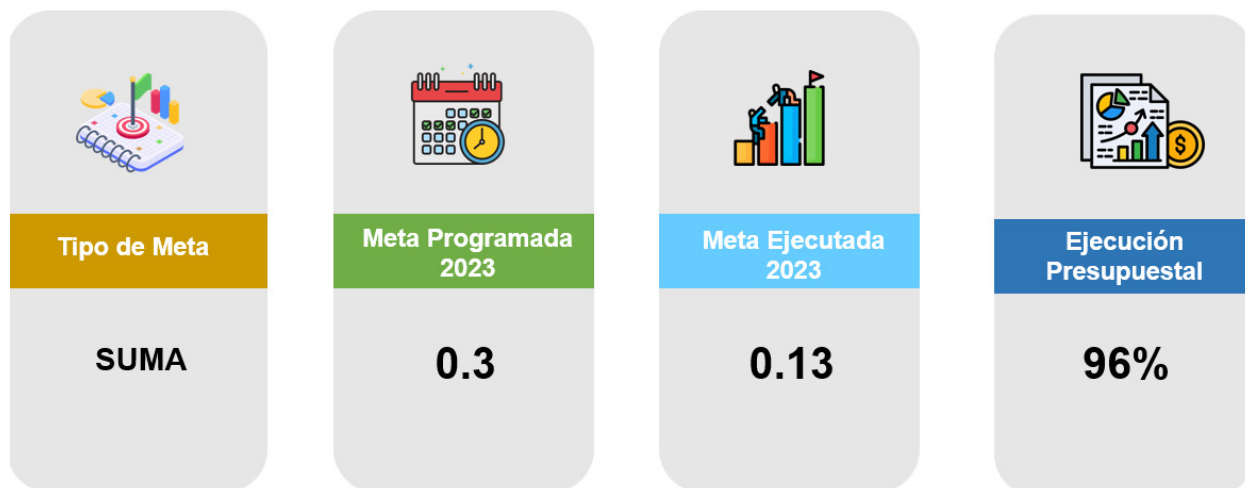 Tipo de Meta
SUMA
Meta Programada
2023
0.3
Meta Ejecutada
2023
0.13
Ejecución
Presupuestal
96%